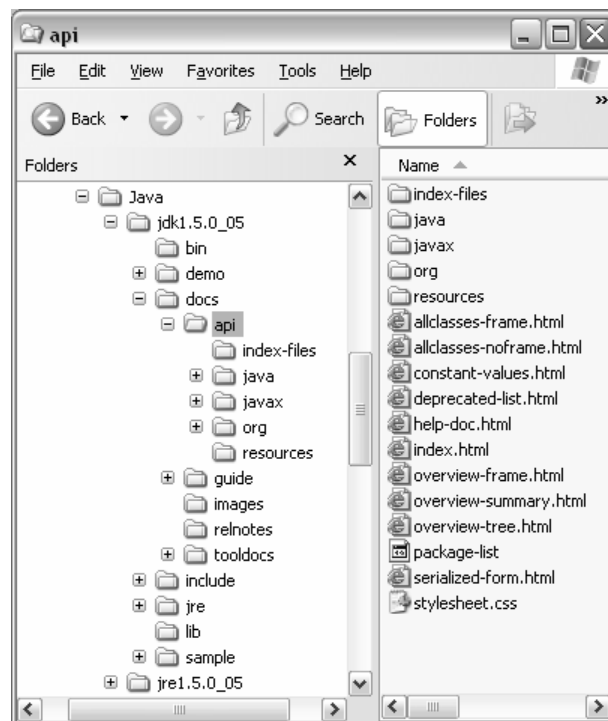 api
File Edit View Favorites Tools Help
Back Search Folders »
Folders x
Java
jdk1.5.0_05
bin
demo
docs
api
index-files
java
javax
org
resources
guide
images
relnotes
tooldocs
include
jre
lib
sample
jre1.5.0_05
Name
index-files
java
javax
org
resources
allclasses-frame.html
allclasses-noframe.html
constant-values.html
deprecated-list.html
help-doc.html
index.html
overview-frame.html
overview-summary.html
overview-tree.html
package-list
serialized-form.html
stylesheet.css